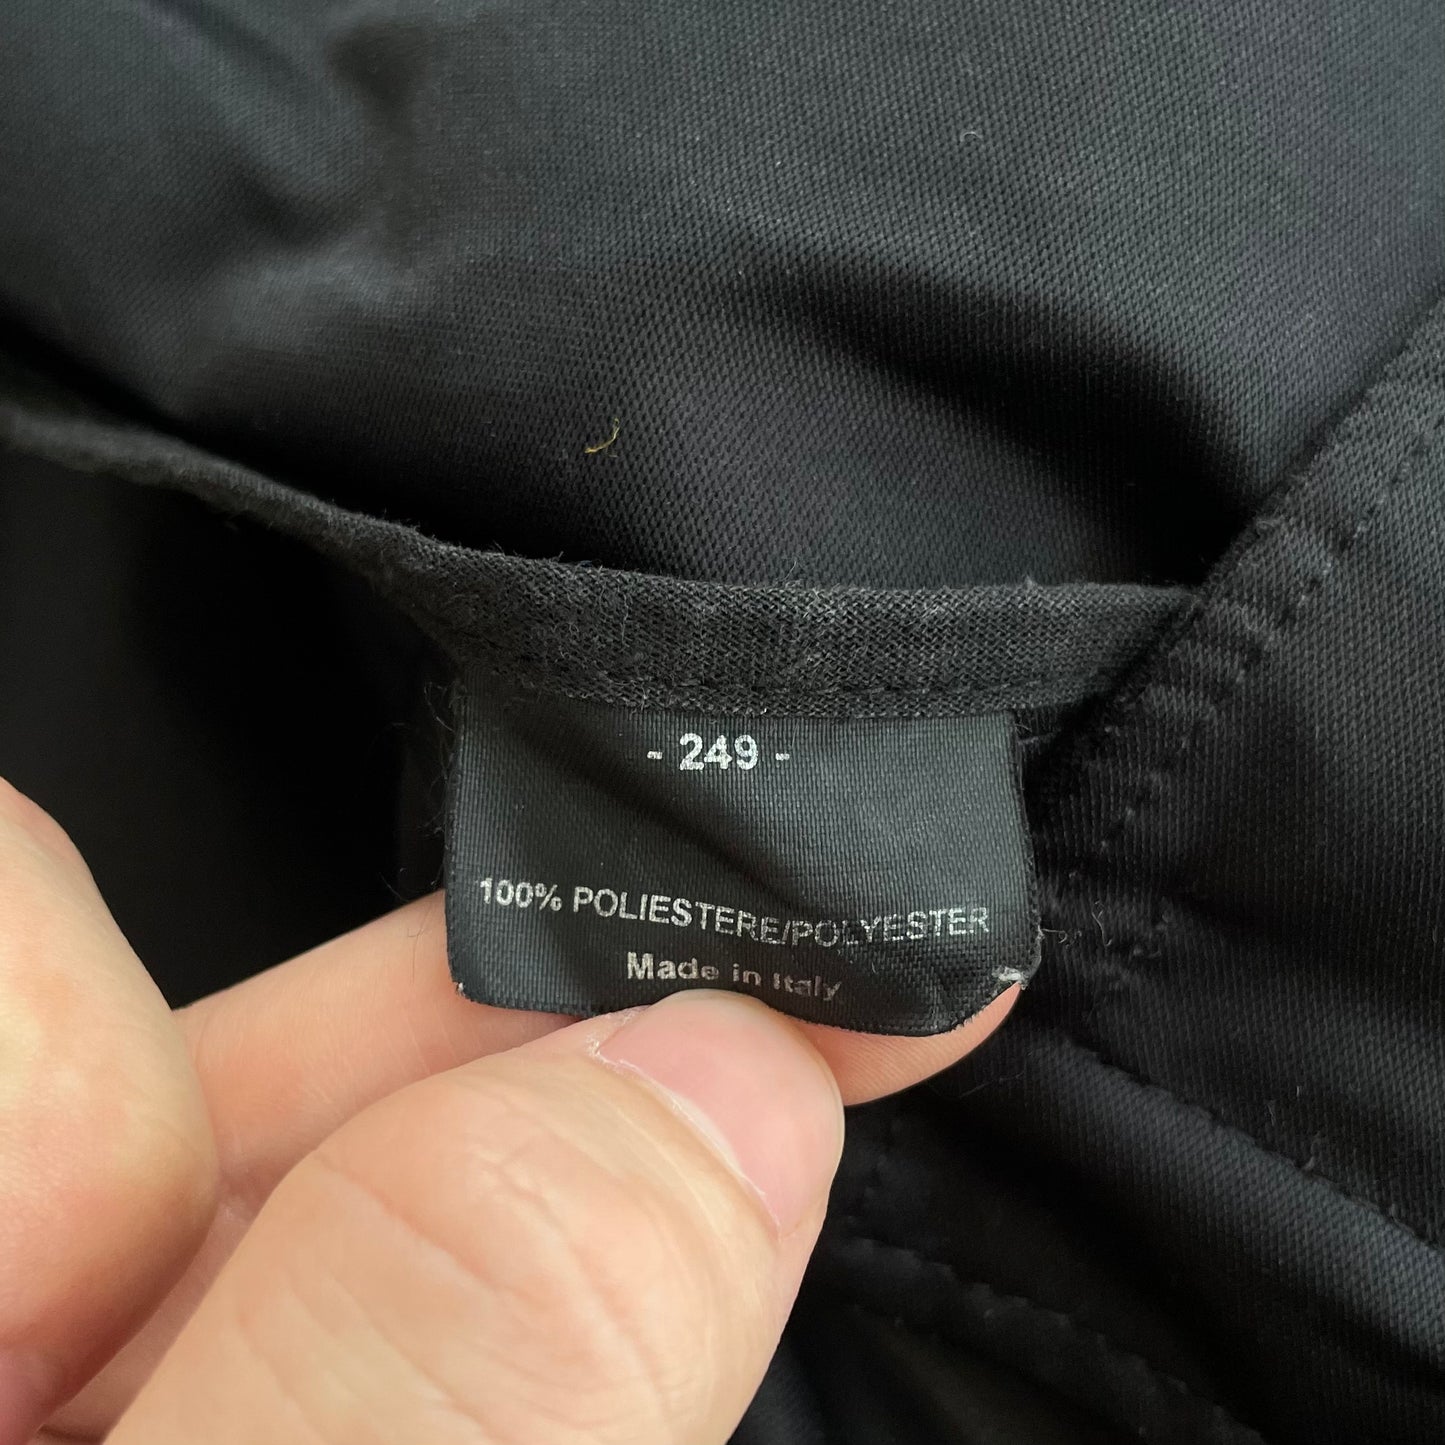 - 249 -
100% POLIESTERE/POLYESTER
Made in Italy